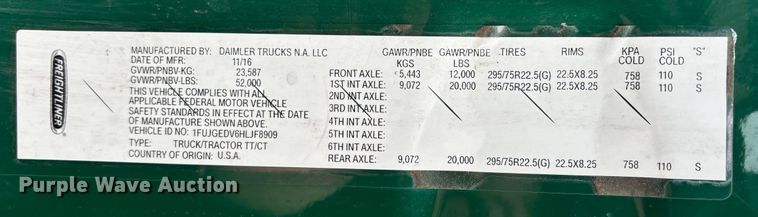 FREIGHTLINER
MANUFACTURED BY: DAIMLER TRUCKS N.A. LLC
DATE OF MFR: 11/16
GVWR/PNBV-KG: 23,587
GVWR/PNBV-LBS: 52,000
THIS VEHICLE COMPLIES WITH ALL
APPLICABLE FEDERAL MOTOR VEHICLE
SAFETY STANDARDS IN EFFECT AT THE DATE
OF MANUFACTURE SHOWN ABOVE.
VEHICLE ID NO: 1FUJGEDV6HLJF8909
TYPE: TRUCK/TRACTOR TT/CT
COUNTRY OF ORIGIN: U.S.A.
GAWR/PNBE GAWR/PNBE TIRES RIMS KPA PSI "S"
KGS LBS COLD COLD
FRONT AXLE: 5,443 12,000 295/75R22.5(G) 22.5X8.25 758 110 S
1ST INT AXLE: 9,072 20,000 295/75R22.5(G) 22.5X8.25 758 110 S
2ND INT AXLE:
3RD INT AXLE:
4TH INT AXLE:
5TH INT AXLE:
6TH INT AXLE:
REAR AXLE: 9,072 20,000 295/75R22.5(G) 22.5X8.25 758 110 S
Purple Wave Auction